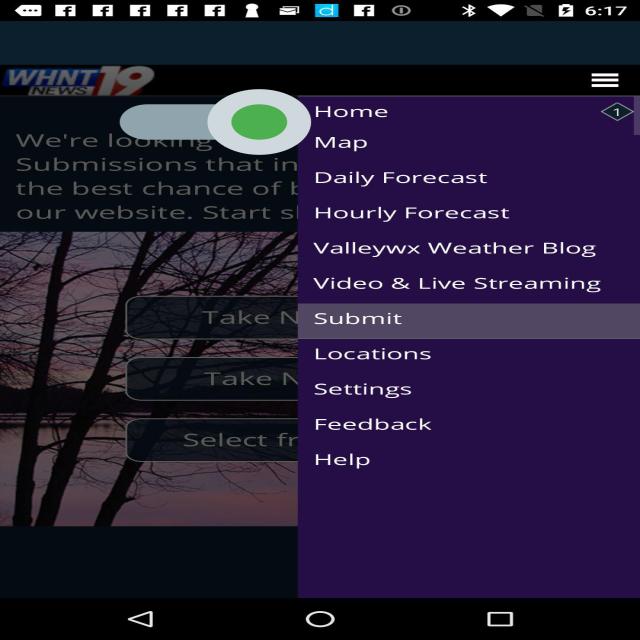 6:17
WHNT 19
NEWS
We're looking
Submissions that in
the best chance of b
our website. Start s
Take N
Take N
Select fr
Home
1
Map
Daily Forecast
Hourly Forecast
Valleywx Weather Blog
Video & Live Streaming
Submit
Locations
Settings
Feedback
Help